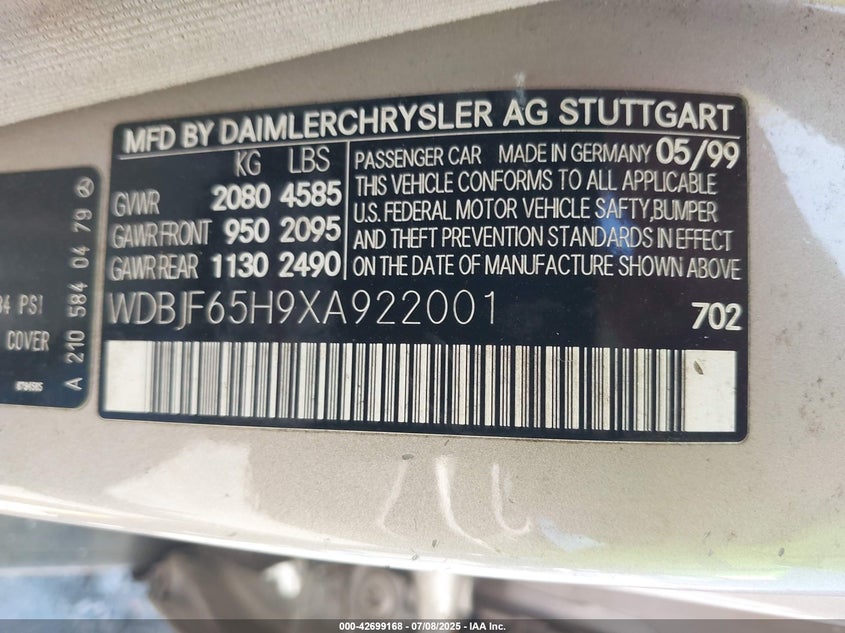 MFD BY DAIMLERCHRYSLER AG STUTTGART
KG LBS
GVWR 2080 4585
GAWR FRONT 950 2095
GAWR REAR 1130 2490
PASSENGER CAR MADE IN GERMANY 05/99
THIS VEHICLE CONFORMS TO ALL APPLICABLE
U.S. FEDERAL MOTOR VEHICLE SAFTY,BUMPER
AND THEFT PREVENTION STANDARDS IN EFFECT
ON THE DATE OF MANUFACTURE SHOWN ABOVE
WDBJF65H9XA922001
702
PSI
COVER
A 210 584 04 79
000-42699168 - 07/08/2025 - IAA Inc.